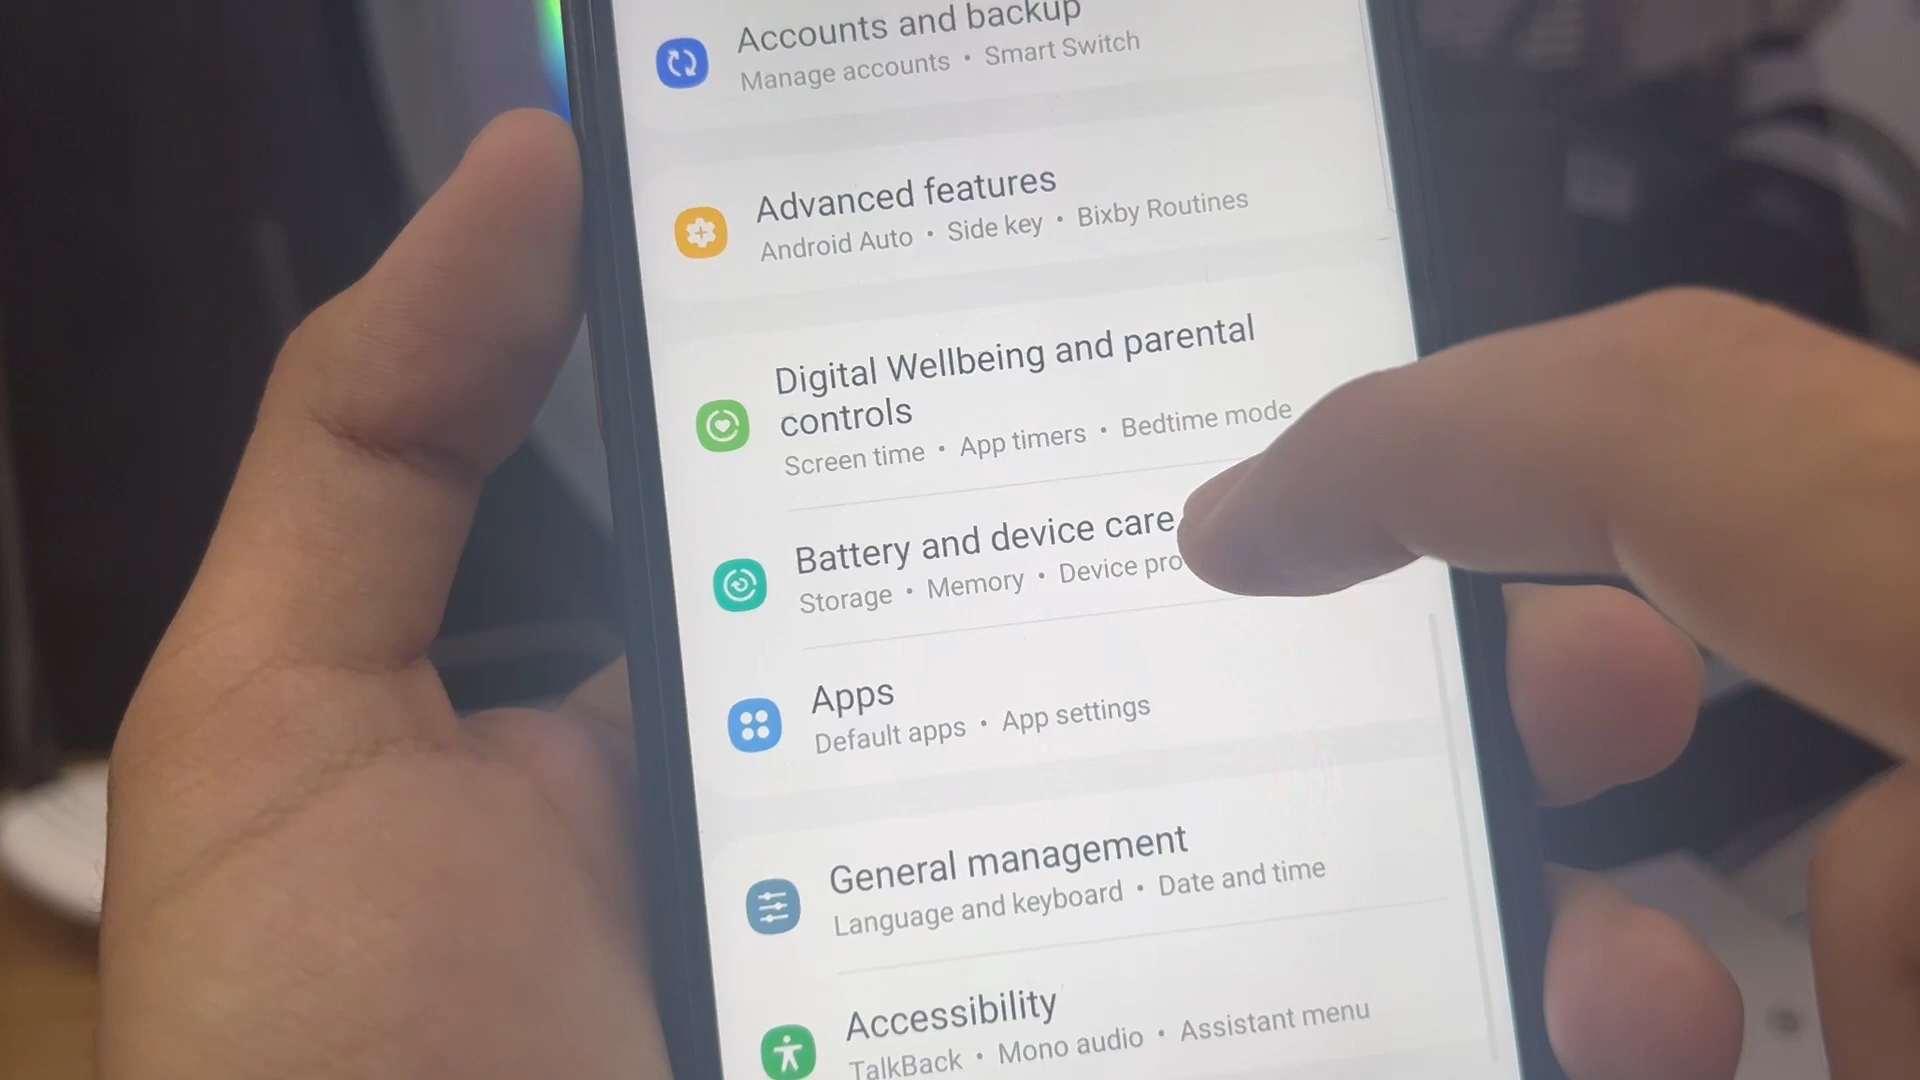 Accounts and backup
Manage accounts • Smart Switch
Advanced features
Android Auto • Side key • Bixby Routines
Digital Wellbeing and parental
controls
Screen time • App timers • Bedtime mode
Battery and device care
Storage • Memory • Device pro
Apps
Default apps • App settings
General management
Language and keyboard • Date and time
Accessibility
TalkBack • Mono audio • Assistant menu